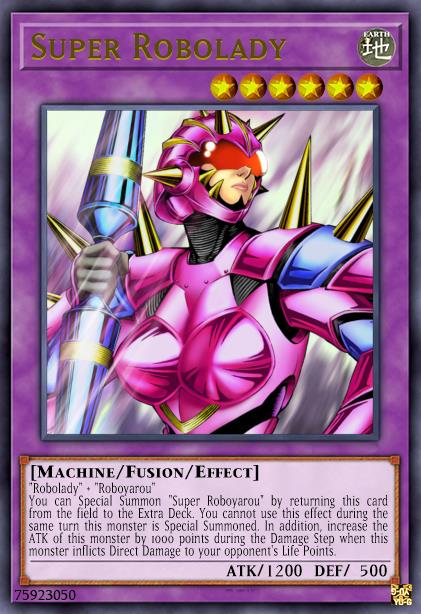 Super Robolady
EARTH
地
[Machine/Fusion/Effect]
"Robolady" + "Roboyarou"
You can Special Summon "Super Roboyarou" by returning this card
from the field to the Extra Deck. You cannot use this effect during the
same turn this monster is Special Summoned. In addition, increase the
ATK of this monster by 1000 points during the Damage Step when this
monster inflicts Direct Damage to your opponent's Life Points.
ATK/1200 DEF/ 500
75923050